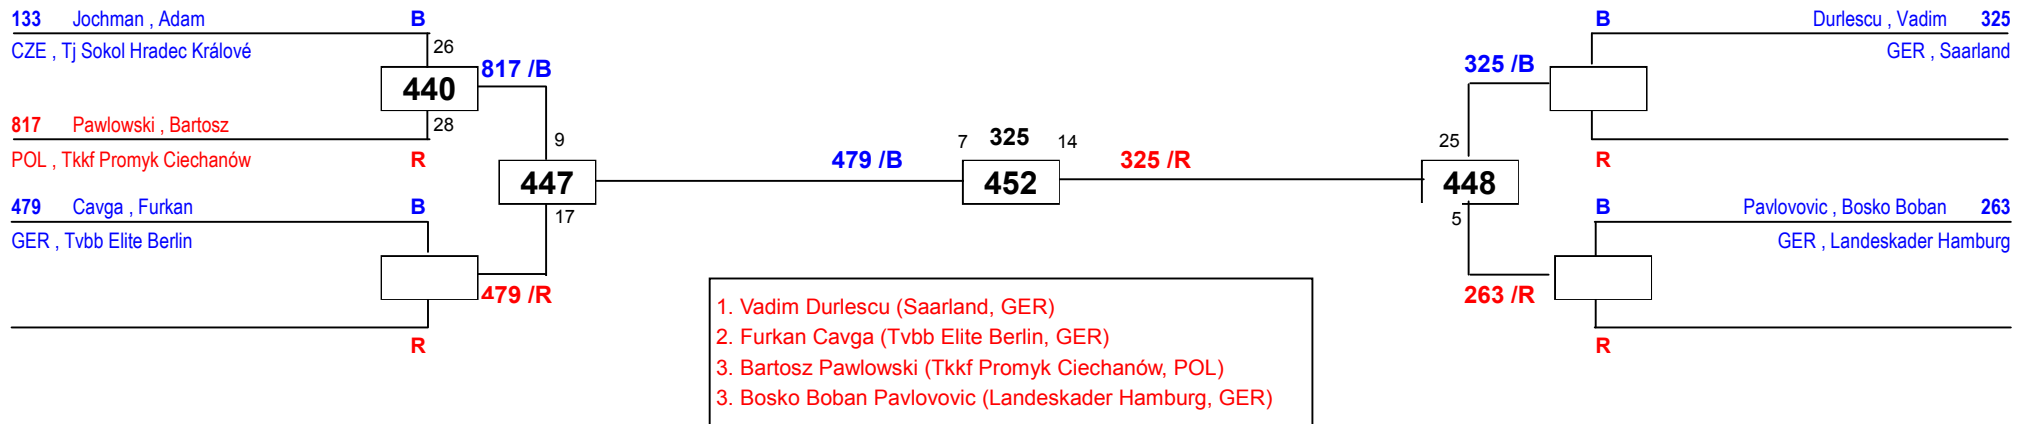 133 Jochman , Adam B
CZE , Tj Sokol Hradec Králové
26
440
817 /B
28
817 Pawlowski , Bartosz
POL , Tkkf Promyk Ciechanów R
9
447
17
479 Cavga , Furkan B
GER , Tvbb Elite Berlin
479 /R
R
479 /B
7 325 14
452
325 /R
B Durlescu , Vadim 325
GER , Saarland
325 /B
R
25
448
5
B Pavlovovic , Bosko Boban 263
GER , Landeskader Hamburg
263 /R
R
1. Vadim Durlescu (Saarland, GER)
2. Furkan Cavga (Tvbb Elite Berlin, GER)
3. Bartosz Pawlowski (Tkkf Promyk Ciechanów, POL)
3. Bosko Boban Pavlovovic (Landeskader Hamburg, GER)